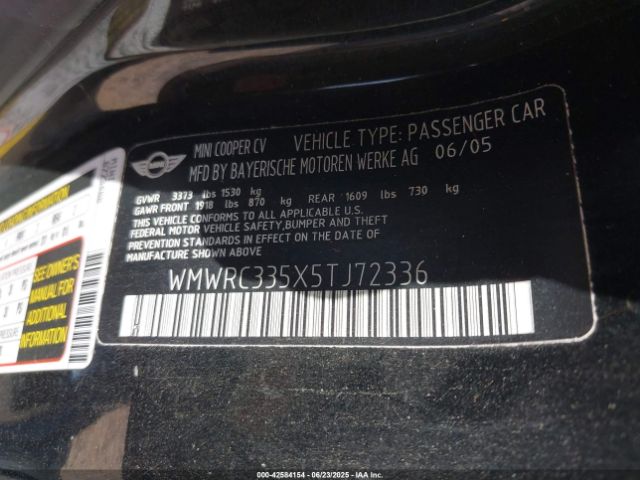 MINI COOPER CV VEHICLE TYPE: PASSENGER CAR
MFD BY BAYERISCHE MOTOREN WERKE AG 06/05
GVWR 3373 lbs 1530 kg
GAWR FRONT 1918 lbs 870 kg REAR 1609 lbs 730 kg
THIS VEHICLE CONFORMS TO ALL APPLICABLE U.S.
FEDERAL MOTOR VEHICLE SAFETY,BUMPER AND THEFT
PREVENTION STANDARDS IN EFFECT ON THE DATE OF
MANUFACTURE SHOWN ABOVE
WMWRC335X5TJ72336
MINI
SEE OWNER'S
MANUAL FOR
ADDITIONAL
INFORMATION
000-42584154 - 06/23/2025 - IAAI.COM